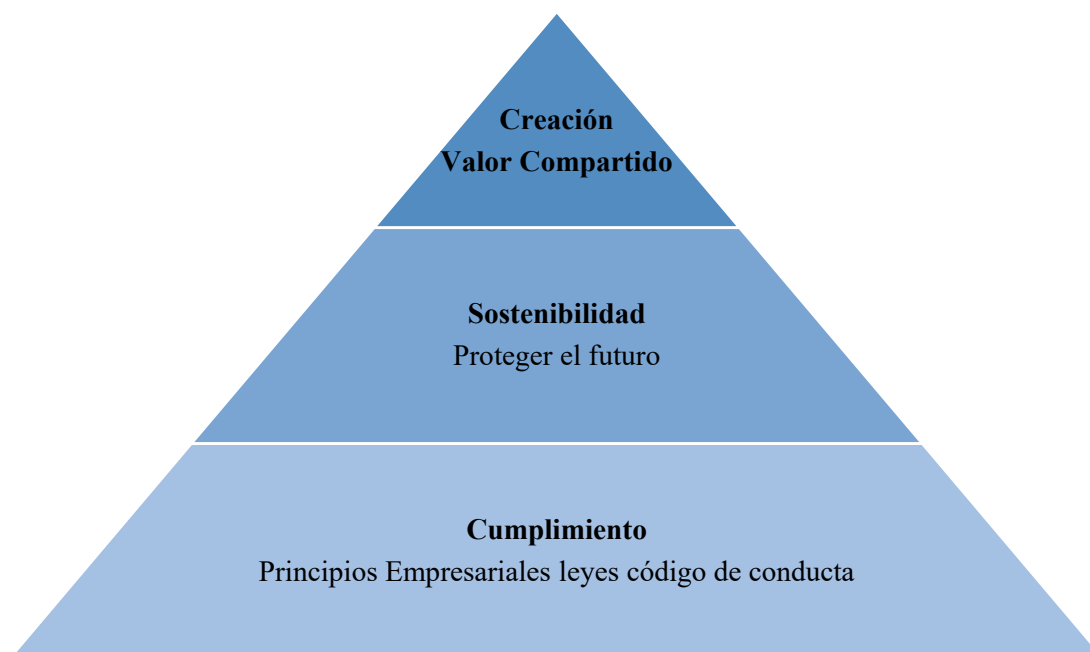 Creación
Valor Compartido
Sostenibilidad
Proteger el futuro
Cumplimiento
Principios Empresariales leyes código de conducta